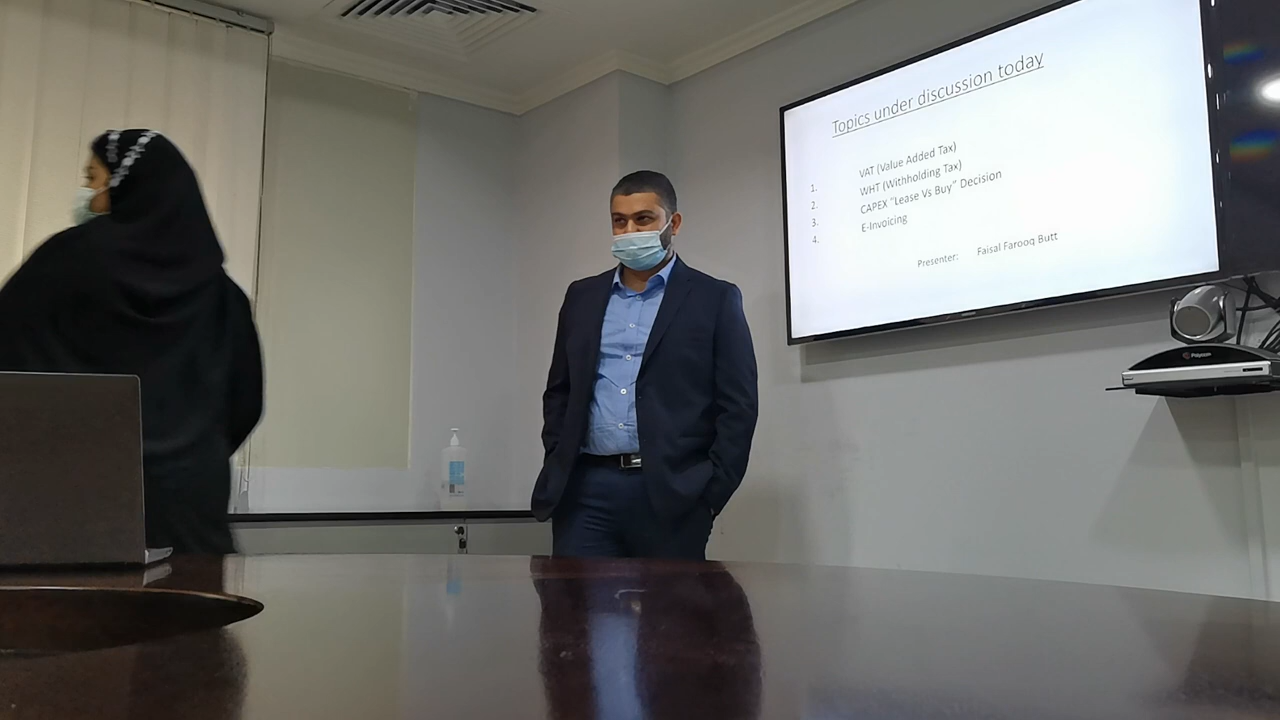 Topics under discussion today
1. VAT (Value Added Tax)
2. WHT (Withholding Tax)
3. CAPEX "Lease Vs Buy" Decision
4. E-Invoicing
Presenter: Faisal Farooq Butt
Polycom